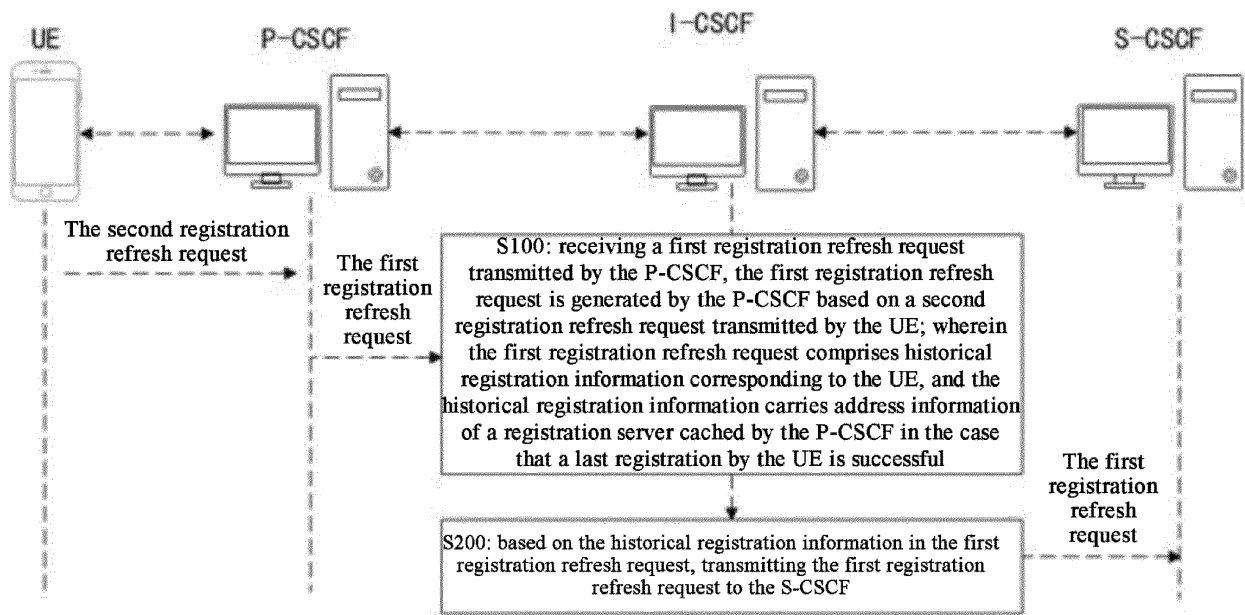 UE
P-CSCF
I-CSCF
S-CSCF
The second registration
refresh request
The first
registration
refresh
request
S100: receiving a first registration refresh request
transmitted by the P-CSCF, the first registration refresh
request is generated by the P-CSCF based on a second
registration refresh request transmitted by the UE; wherein
the first registration refresh request comprises historical
registration information corresponding to the UE, and the
historical registration information carries address information
of a registration server cached by the P-CSCF in the case
that a last registration by the UE is successful
The first
registration
refresh
request
S200: based on the historical registration information in the first
registration refresh request, transmitting the first registration
refresh request to the S-CSCF